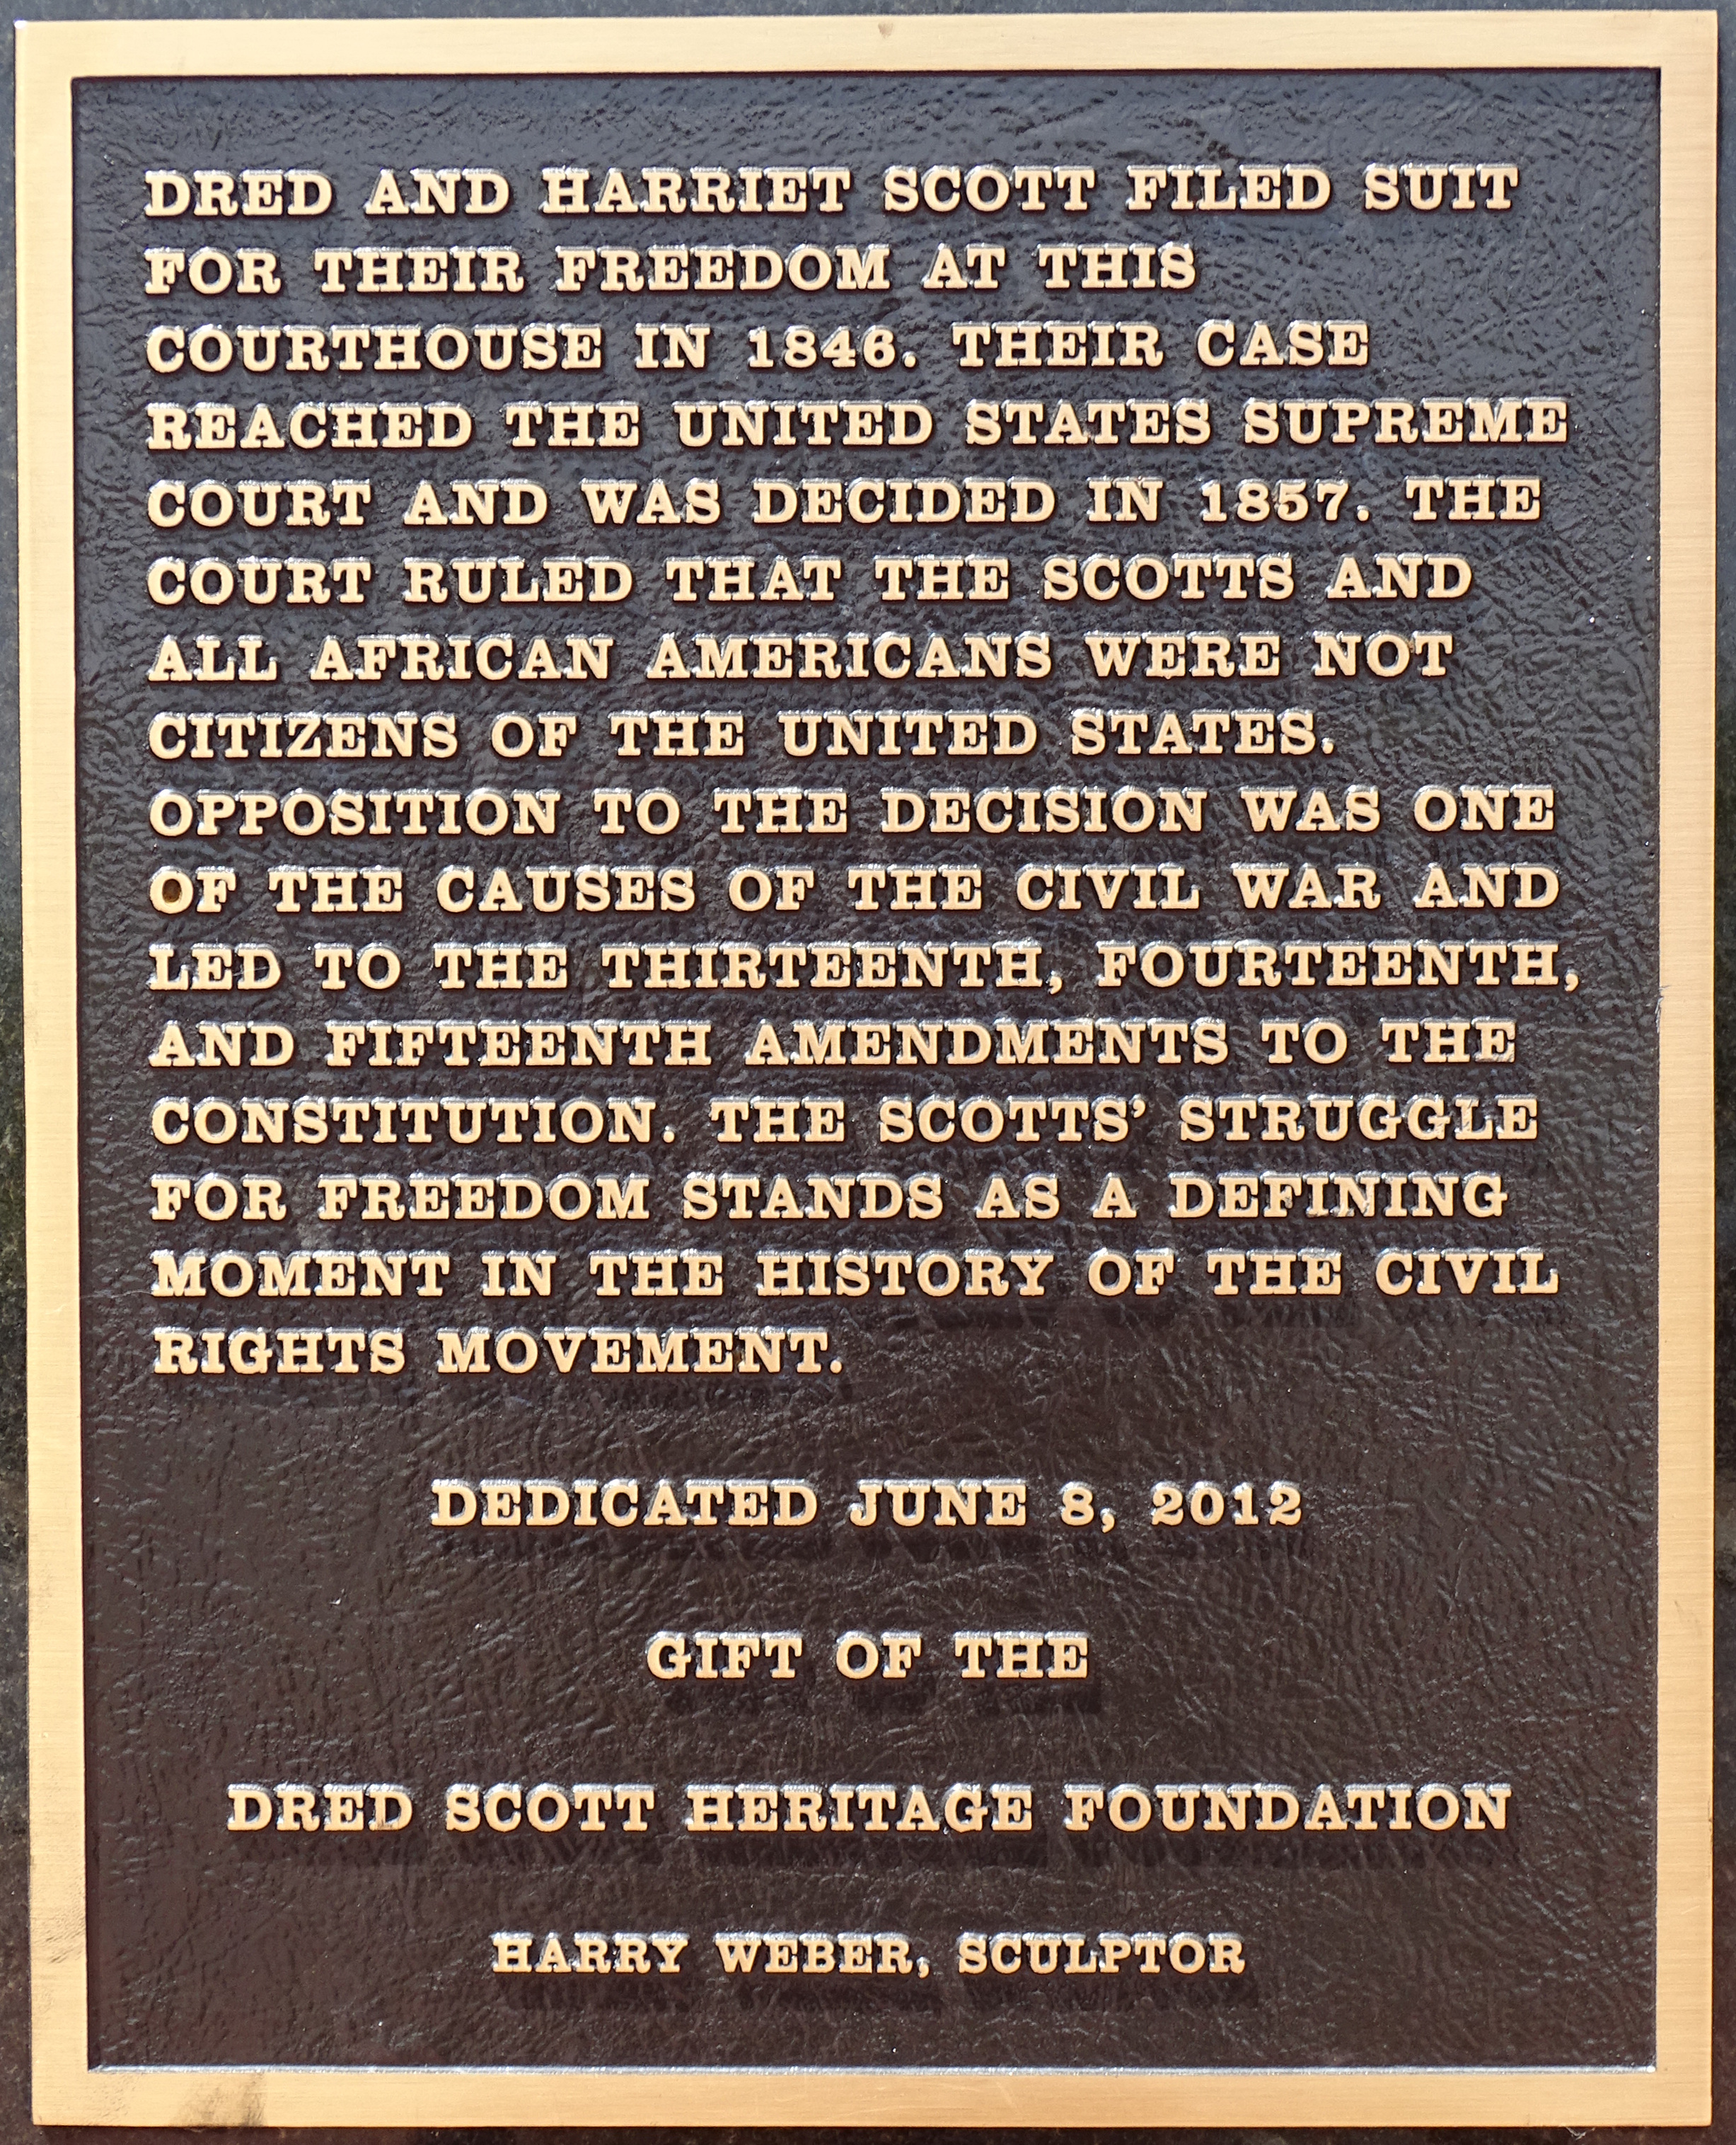 DRED AND HARRIET SCOTT FILED SUIT
FOR THEIR FREEDOM AT THIS
COURTHOUSE IN 1846. THEIR CASE
REACHED THE UNITED STATES SUPREME
COURT AND WAS DECIDED IN 1857. THE
COURT RULED THAT THE SCOTTS AND
ALL AFRICAN AMERICANS WERE NOT
CITIZENS OF THE UNITED STATES.
OPPOSITION TO THE DECISION WAS ONE
OF THE CAUSES OF THE CIVIL WAR AND
LED TO THE THIRTEENTH, FOURTEENTH,
AND FIFTEENTH AMENDMENTS TO THE
CONSTITUTION. THE SCOTTS’ STRUGGLE
FOR FREEDOM STANDS AS A DEFINING
MOMENT IN THE HISTORY OF THE CIVIL
RIGHTS MOVEMENT.
DEDICATED JUNE 8, 2012
GIFT OF THE
DRED SCOTT HERITAGE FOUNDATION
HARRY WEBER, SCULPTOR